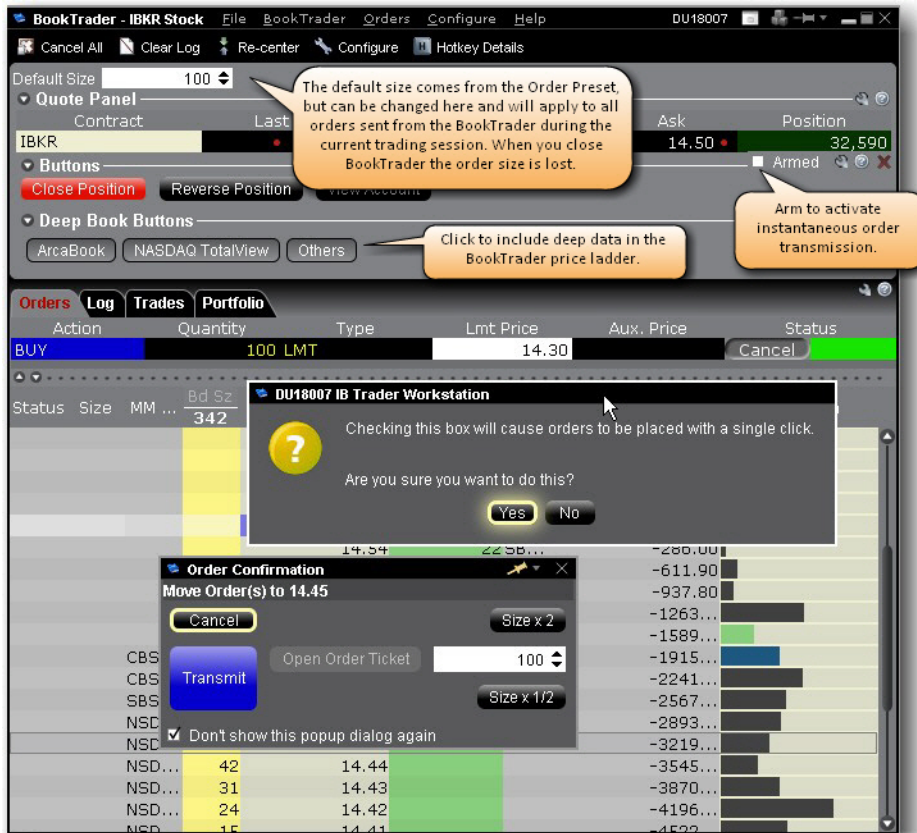 BookTrader - IBKR Stock File BookTrader Orders Configure Help DU18007
Cancel All Clear Log Re-center Configure Hotkey Details
Default Size 100
The default size comes from the Order Preset,
but can be changed here and will apply to all
orders sent from the BookTrader during the
current trading session. When you close
BookTrader the order size is lost.
Quote Panel
Contract Last Ask Position
IBKR 14.50 32,590
Buttons Armed
Close Position Reverse Position View Account
Arm to activate
instantaneous order
transmission.
Deep Book Buttons
ArcaBook NASDAQ TotalView Others
Click to include deep data in the
BookTrader price ladder.
Orders Log Trades Portfolio
Action Quantity Type Lmt Price Aux. Price Status
BUY 100 LMT 14.30 Cancel
Status Size MM ... Bd Sz
342
DU18007 IB Trader Workstation
Checking this box will cause orders to be placed with a single click.
Are you sure you want to do this?
Yes No
14.54 22 SB... -286.00
Order Confirmation
Move Order(s) to 14.45
Cancel Size x 2
Transmit Open Order Ticket 100
Size x 1/2
Don't show this popup dialog again
-611.90
-937.80
-1263...
-1589...
CBS -1915...
CBS -2241...
SBS -2567...
NSD -2893...
NSD -3219...
NSD... 42 14.44 -3545...
NSD... 31 14.43 -3870...
NSD... 24 14.42 -4196...
NSD... 15 14.41 -4522...